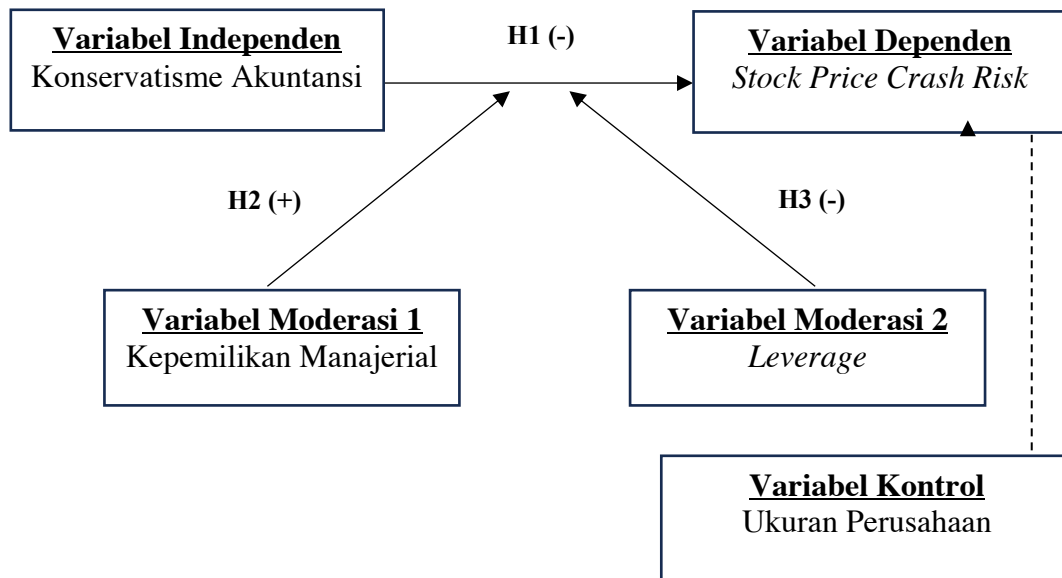 Variabel Independen
Konservatisme Akuntansi
H1 (-)
Variabel Dependen
Stock Price Crash Risk
H2 (+)
H3 (-)
Variabel Moderasi 1
Kepemilikan Manajerial
Variabel Moderasi 2
Leverage
Variabel Kontrol
Ukuran Perusahaan